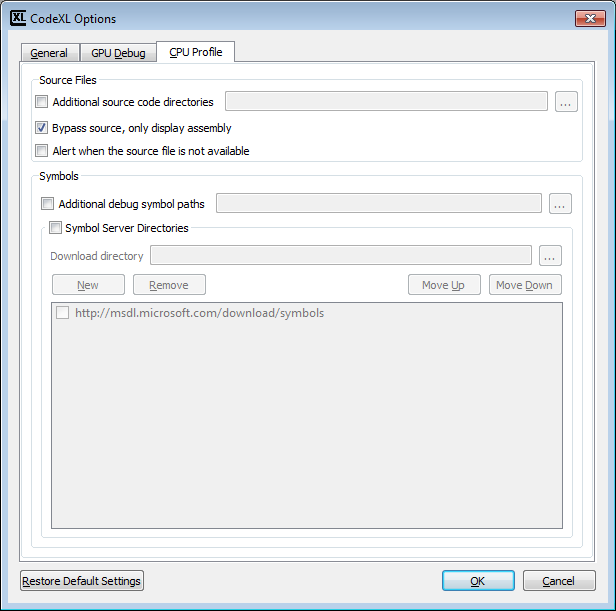 XL CodeXL Options
General GPU Debug CPU Profile
Source Files
Additional source code directories ...
Bypass source, only display assembly
Alert when the source file is not available
Symbols
Additional debug symbol paths ...
Symbol Server Directories
Download directory ...
New Remove Move Up Move Down
http://msdl.microsoft.com/download/symbols
Restore Default Settings OK Cancel